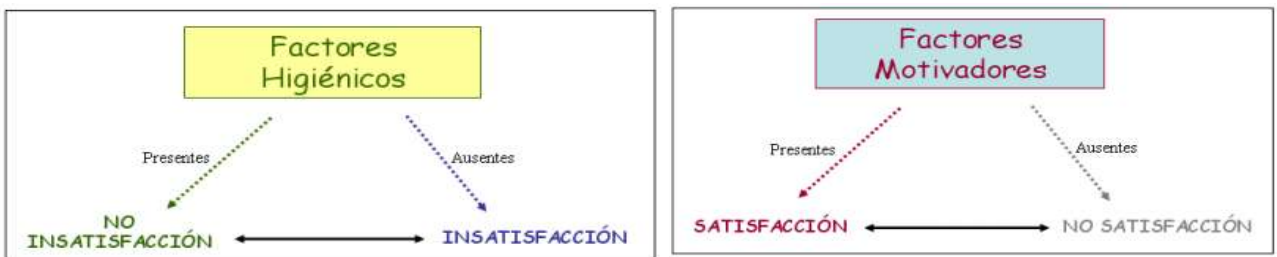 Factores
Higiénicos
Presentes
Ausentes
NO
INSATISFACCIÓN
INSATISFACCIÓN
Factores
Motivadores
Presentes
Ausentes
SATISFACCIÓN
NO SATISFACCIÓN